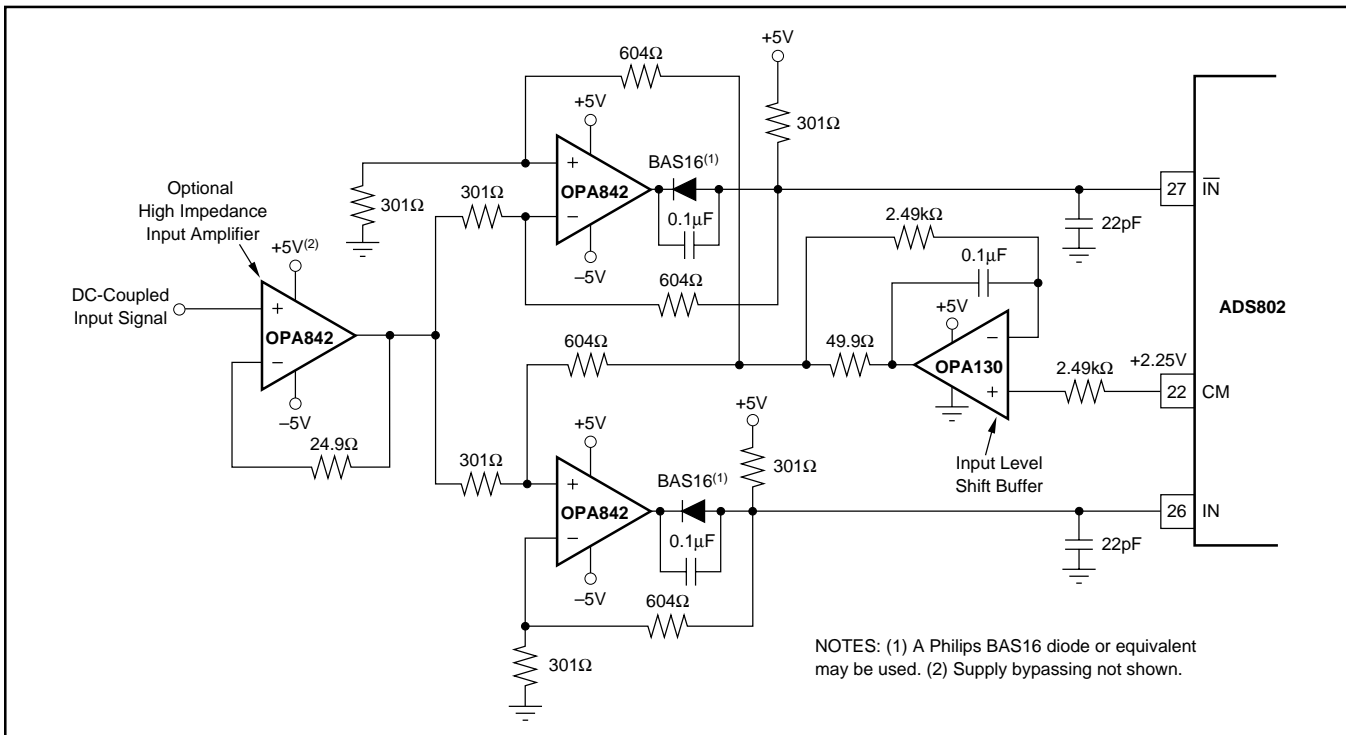 +5V
604Ω
+5V
301Ω
BAS16(1)
+
OPA842
–
0.1µF
–5V
301Ω
301Ω
604Ω
27
IN
22pF
Optional
High Impedance
Input Amplifier
+5V(2)
DC-Coupled
Input Signal
+
OPA842
–
–5V
24.9Ω
2.49kΩ
0.1µF
+5V
–
OPA130
+
49.9Ω
604Ω
2.49kΩ
+2.25V
22
CM
ADS802
Input Level
Shift Buffer
301Ω
+5V
+5V
301Ω
BAS16(1)
+
OPA842
–
0.1µF
–5V
604Ω
301Ω
26
IN
22pF
NOTES: (1) A Philips BAS16 diode or equivalent
may be used. (2) Supply bypassing not shown.